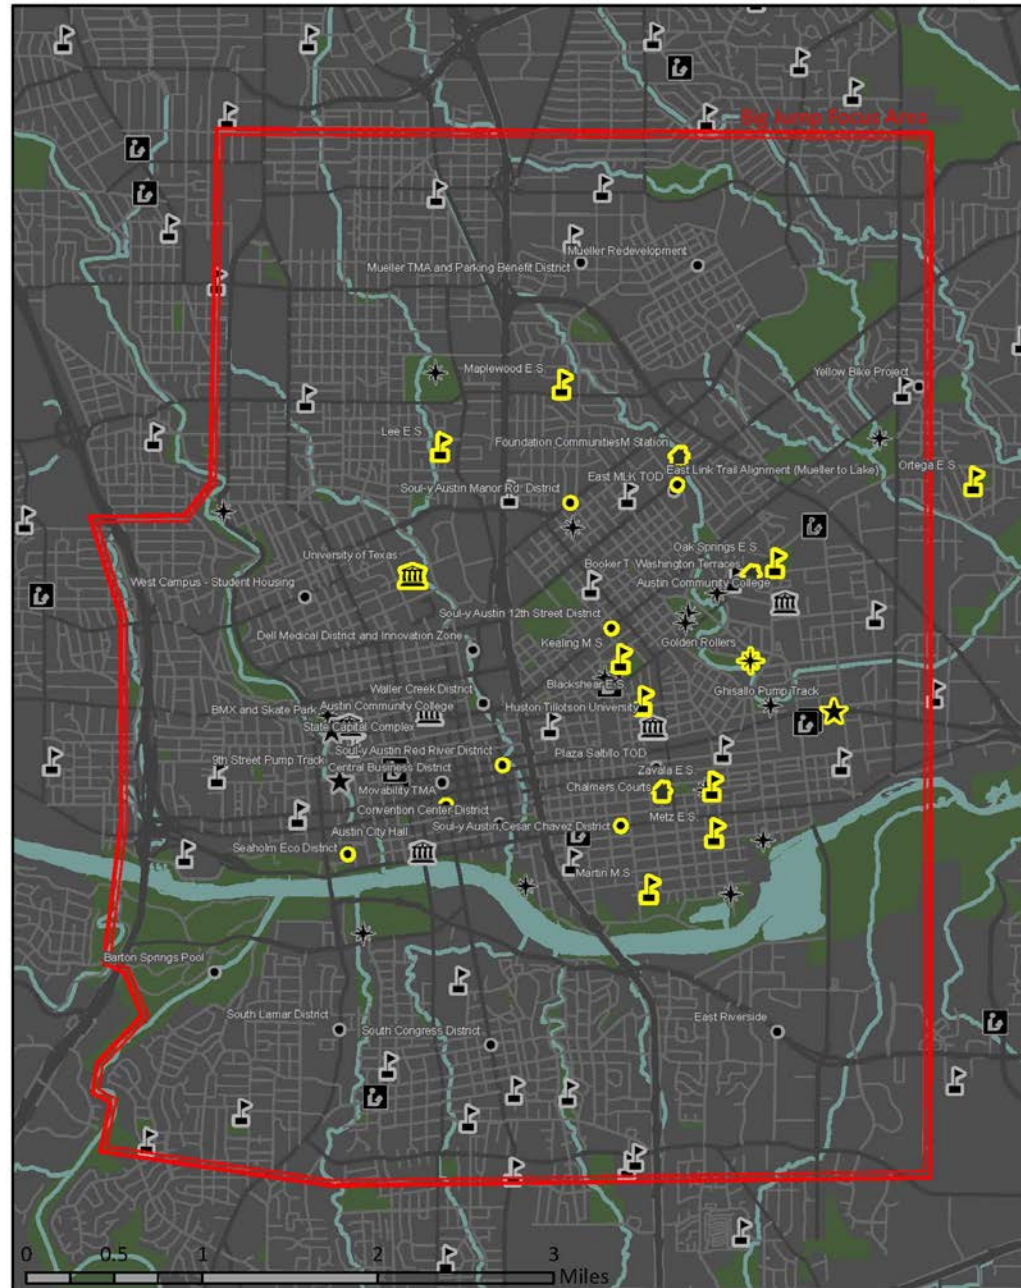 Big Jump Focus Area
Mueller Redevelopment
Mueller TMA and Parking Benefit District
Maplewood E.S.
Yellow Bike Project
Lee E.S.
Foundation Communities M Station
East MLK TOD
East Link Trail Alignment (Mueller to Lake)
Ortega E.S.
Soul-y Austin Manor Rd. District
University of Texas
Oak Springs E.S.
Booker T. Washington Terraces
West Campus - Student Housing
Austin Community College
Soul-y Austin 12th Street District
Dell Medical District and Innovation Zone
Kealing M.S.
Golden Rollers
Blackshear E.S.
Waller Creek District
Ghisallo Pump Track
Austin Community College
BMX and Skate Park
Huston Tillotson University
State Capital Complex
Soul-y Austin Red River District
Plaza Saltillo TOD
9th Street Pump Track
Central Business District
Zavala E.S.
Movability TMA
Chalmers Courts
Convention Center District
Metz E.S.
Soul-y Austin Cesar Chavez District
Austin City Hall
Seaholm Eco District
Martin M.S.
Barton Springs Pool
South Lamar District
South Congress District
East Riverside
0 0.5 1 2 3
Miles